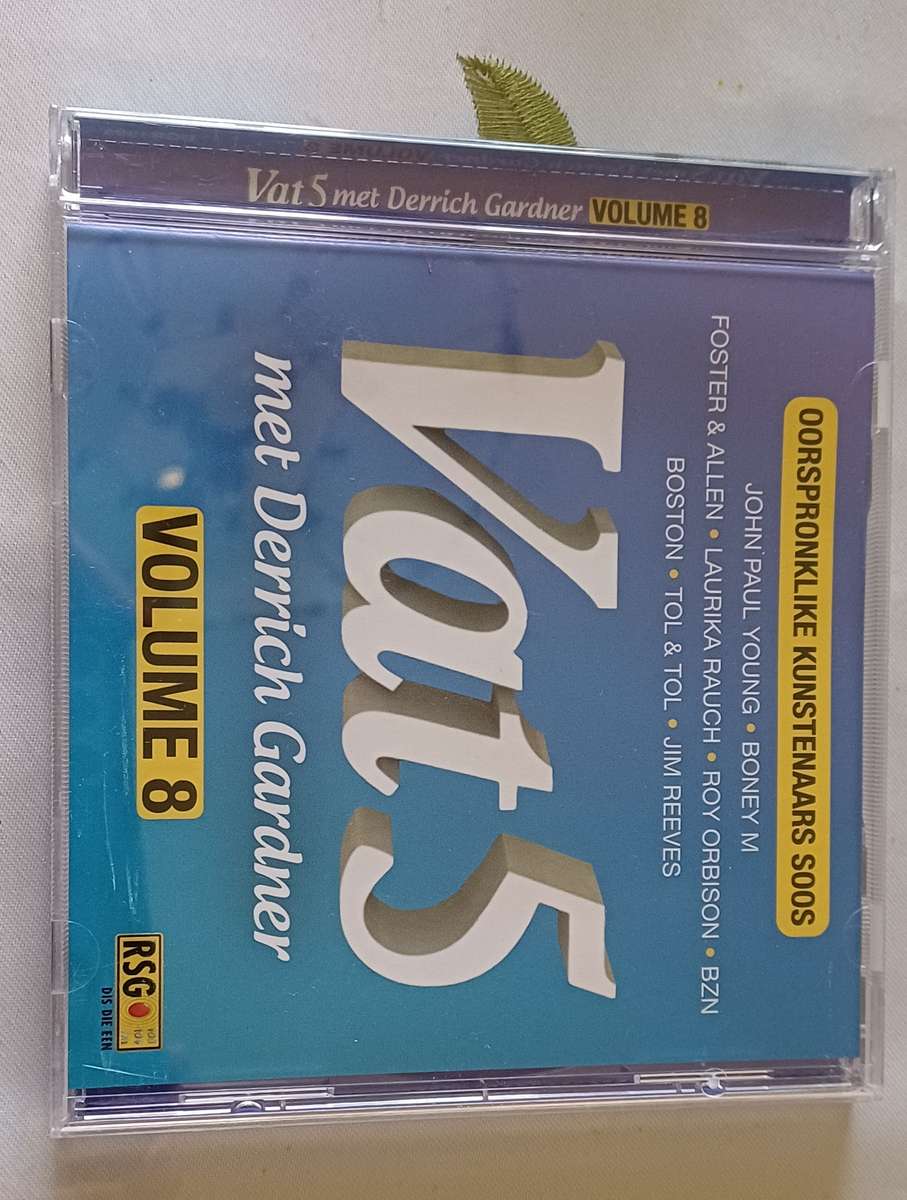 Vat 5 met Derrich Gardner VOLUME 8
OORSPRONKLIKE KUNSTENAARS SOOS
JOHN PAUL YOUNG • BONEY M
FOSTER & ALLEN • LAURIKA RAUCH • ROY ORBISON • BZN
BOSTON • TOL & TOL • JIM REEVES
Vat 5
met Derrich Gardner
VOLUME 8
RSG
DIS DIE EEN